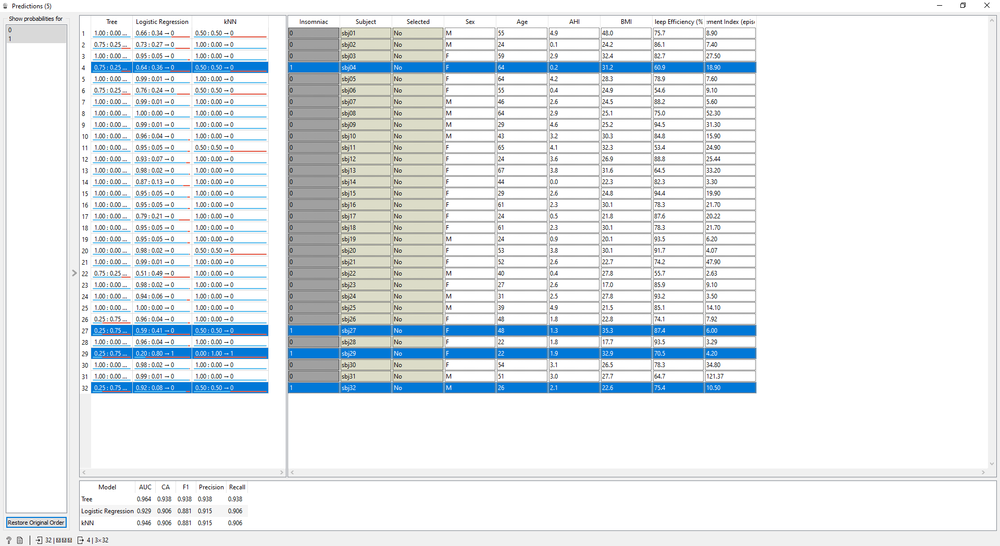 Predictions (5)
Show probabilities for
0
1
Tree Logistic Regression kNN Insomniac Subject Selected Sex Age AHI BMI leep Efficiency (% ement Index (epis
1 1.00 : 0.00 ... 0.66 : 0.34 → 0 0.50 : 0.50 → 0 0 sbj01 No M 55 4.9 48.0 75.7 8.90
2 0.75 : 0.25 ... 0.73 : 0.27 → 0 1.00 : 0.00 → 0 0 sbj02 No M 24 0.1 24.2 86.1 7.40
3 1.00 : 0.00 ... 0.95 : 0.05 → 0 1.00 : 0.00 → 0 0 sbj03 No F 59 2.9 32.4 82.7 27.50
4 0.75 : 0.25 ... 0.64 : 0.36 → 0 0.50 : 0.50 → 0 1 sbj04 No F 64 0.2 31.2 60.9 18.90
5 1.00 : 0.00 ... 0.99 : 0.01 → 0 1.00 : 0.00 → 0 0 sbj05 No F 64 4.2 28.3 78.9 7.60
6 0.75 : 0.25 ... 0.76 : 0.24 → 0 0.50 : 0.50 → 0 0 sbj06 No F 55 0.4 24.9 54.6 9.10
7 1.00 : 0.00 ... 0.99 : 0.01 → 0 1.00 : 0.00 → 0 0 sbj07 No M 46 2.6 24.5 88.2 5.60
8 1.00 : 0.00 ... 1.00 : 0.00 → 0 1.00 : 0.00 → 0 0 sbj08 No M 64 2.9 25.1 75.0 52.30
9 1.00 : 0.00 ... 0.99 : 0.01 → 0 1.00 : 0.00 → 0 0 sbj09 No M 29 4.6 25.2 94.5 31.30
10 1.00 : 0.00 ... 0.96 : 0.04 → 0 1.00 : 0.00 → 0 0 sbj10 No M 43 3.2 30.3 84.8 15.90
11 1.00 : 0.00 ... 0.95 : 0.05 → 0 0.50 : 0.50 → 0 0 sbj11 No F 65 4.1 32.3 53.4 24.90
12 1.00 : 0.00 ... 0.93 : 0.07 → 0 1.00 : 0.00 → 0 0 sbj12 No F 24 3.6 26.9 88.8 25.44
13 1.00 : 0.00 ... 0.98 : 0.02 → 0 1.00 : 0.00 → 0 0 sbj13 No F 67 3.8 31.6 64.5 33.20
14 1.00 : 0.00 ... 0.87 : 0.13 → 0 1.00 : 0.00 → 0 0 sbj14 No F 44 0.0 22.3 82.3 3.30
15 1.00 : 0.00 ... 0.95 : 0.05 → 0 1.00 : 0.00 → 0 0 sbj15 No F 29 2.6 24.8 94.4 19.90
16 1.00 : 0.00 ... 0.95 : 0.05 → 0 1.00 : 0.00 → 0 0 sbj16 No F 61 2.3 30.1 78.3 21.70
17 1.00 : 0.00 ... 0.79 : 0.21 → 0 1.00 : 0.00 → 0 0 sbj17 No F 24 0.5 21.8 87.6 20.22
18 1.00 : 0.00 ... 0.95 : 0.05 → 0 1.00 : 0.00 → 0 0 sbj18 No F 61 2.3 30.1 78.3 21.70
19 1.00 : 0.00 ... 0.95 : 0.05 → 0 1.00 : 0.00 → 0 0 sbj19 No M 24 0.9 20.1 93.5 6.20
20 1.00 : 0.00 ... 0.98 : 0.02 → 0 0.50 : 0.50 → 0 0 sbj20 No F 53 3.8 30.1 91.7 4.07
21 1.00 : 0.00 ... 0.99 : 0.01 → 0 1.00 : 0.00 → 0 0 sbj21 No F 52 2.6 22.7 74.2 47.90
22 0.75 : 0.25 ... 0.51 : 0.49 → 0 1.00 : 0.00 → 0 0 sbj22 No M 40 0.4 27.8 55.7 2.63
23 1.00 : 0.00 ... 0.98 : 0.02 → 0 1.00 : 0.00 → 0 0 sbj23 No F 27 2.6 17.0 85.9 9.10
24 1.00 : 0.00 ... 0.94 : 0.06 → 0 1.00 : 0.00 → 0 0 sbj24 No M 31 2.5 27.8 93.2 3.50
25 1.00 : 0.00 ... 1.00 : 0.00 → 0 1.00 : 0.00 → 0 0 sbj25 No M 39 4.9 21.5 85.1 14.10
26 0.25 : 0.75 ... 0.96 : 0.04 → 0 1.00 : 0.00 → 0 0 sbj26 No F 48 1.8 22.8 74.1 7.92
27 0.25 : 0.75 ... 0.59 : 0.41 → 0 0.50 : 0.50 → 0 1 sbj27 No F 48 1.3 35.3 87.4 6.00
28 1.00 : 0.00 ... 0.96 : 0.04 → 0 1.00 : 0.00 → 0 0 sbj28 No F 22 1.8 17.7 93.5 3.29
29 0.25 : 0.75 ... 0.20 : 0.80 → 1 0.00 : 1.00 → 1 1 sbj29 No F 22 1.9 32.9 70.5 4.20
30 1.00 : 0.00 ... 0.98 : 0.02 → 0 1.00 : 0.00 → 0 0 sbj30 No F 54 3.1 26.5 78.3 34.80
31 1.00 : 0.00 ... 0.99 : 0.01 → 0 1.00 : 0.00 → 0 0 sbj31 No M 51 3.0 27.7 64.7 121.37
32 0.25 : 0.75 ... 0.92 : 0.08 → 0 0.50 : 0.50 → 0 1 sbj32 No M 26 2.1 22.6 75.4 10.50
Model AUC CA F1 Precision Recall
Tree 0.964 0.938 0.938 0.938 0.938
Logistic Regression 0.929 0.906 0.881 0.915 0.906
kNN 0.946 0.906 0.881 0.915 0.906
Restore Original Order
32 | 4 | 3×32